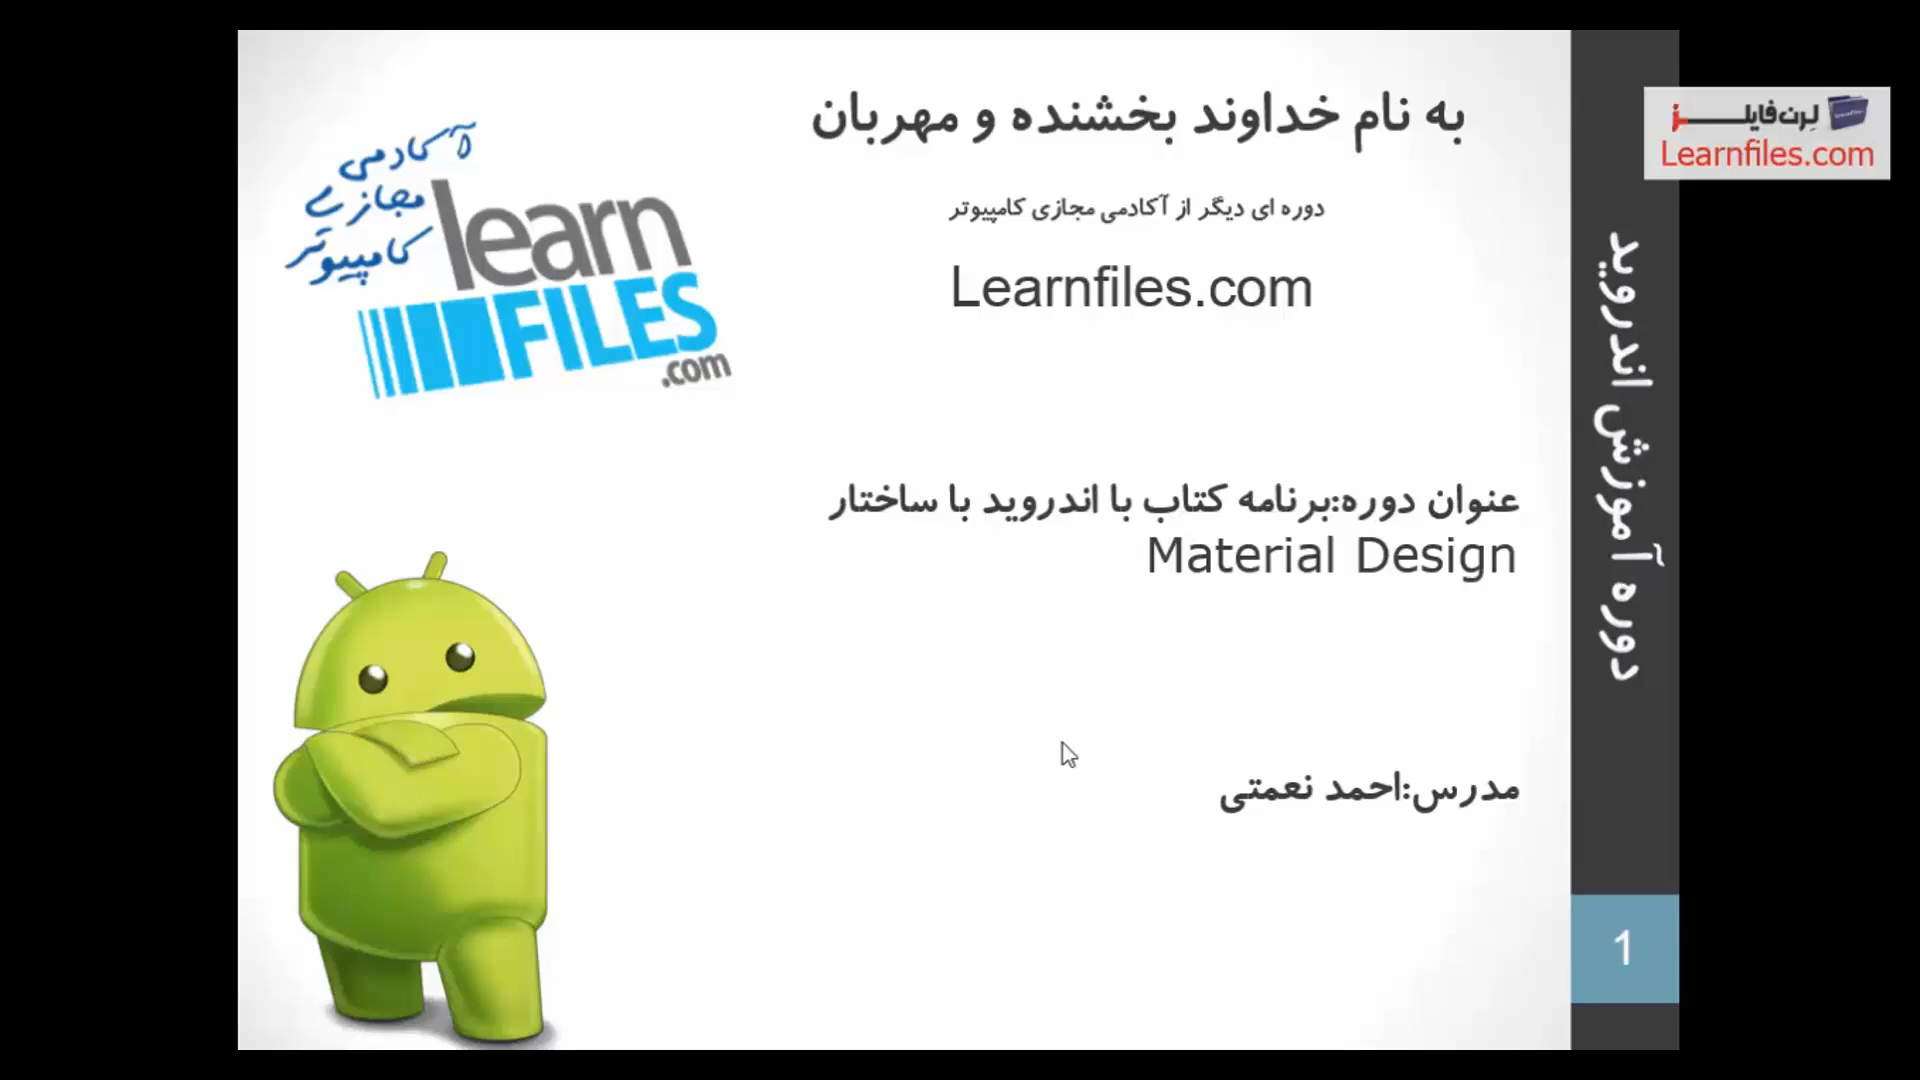 به نام خداوند بخشنده و مهربان
دوره ای دیگر از آکادمی مجازی کامپیوتر
Learnfiles.com
آکادمی
مجازی
کامپیوتر
learn
FILES
.com
عنوان دوره:برنامه کتاب با اندروید با ساختار
Material Design
مدرس:احمد نعمتی
دوره آموزش اندروید
1
لِرن فایلــز
Learnfiles.com